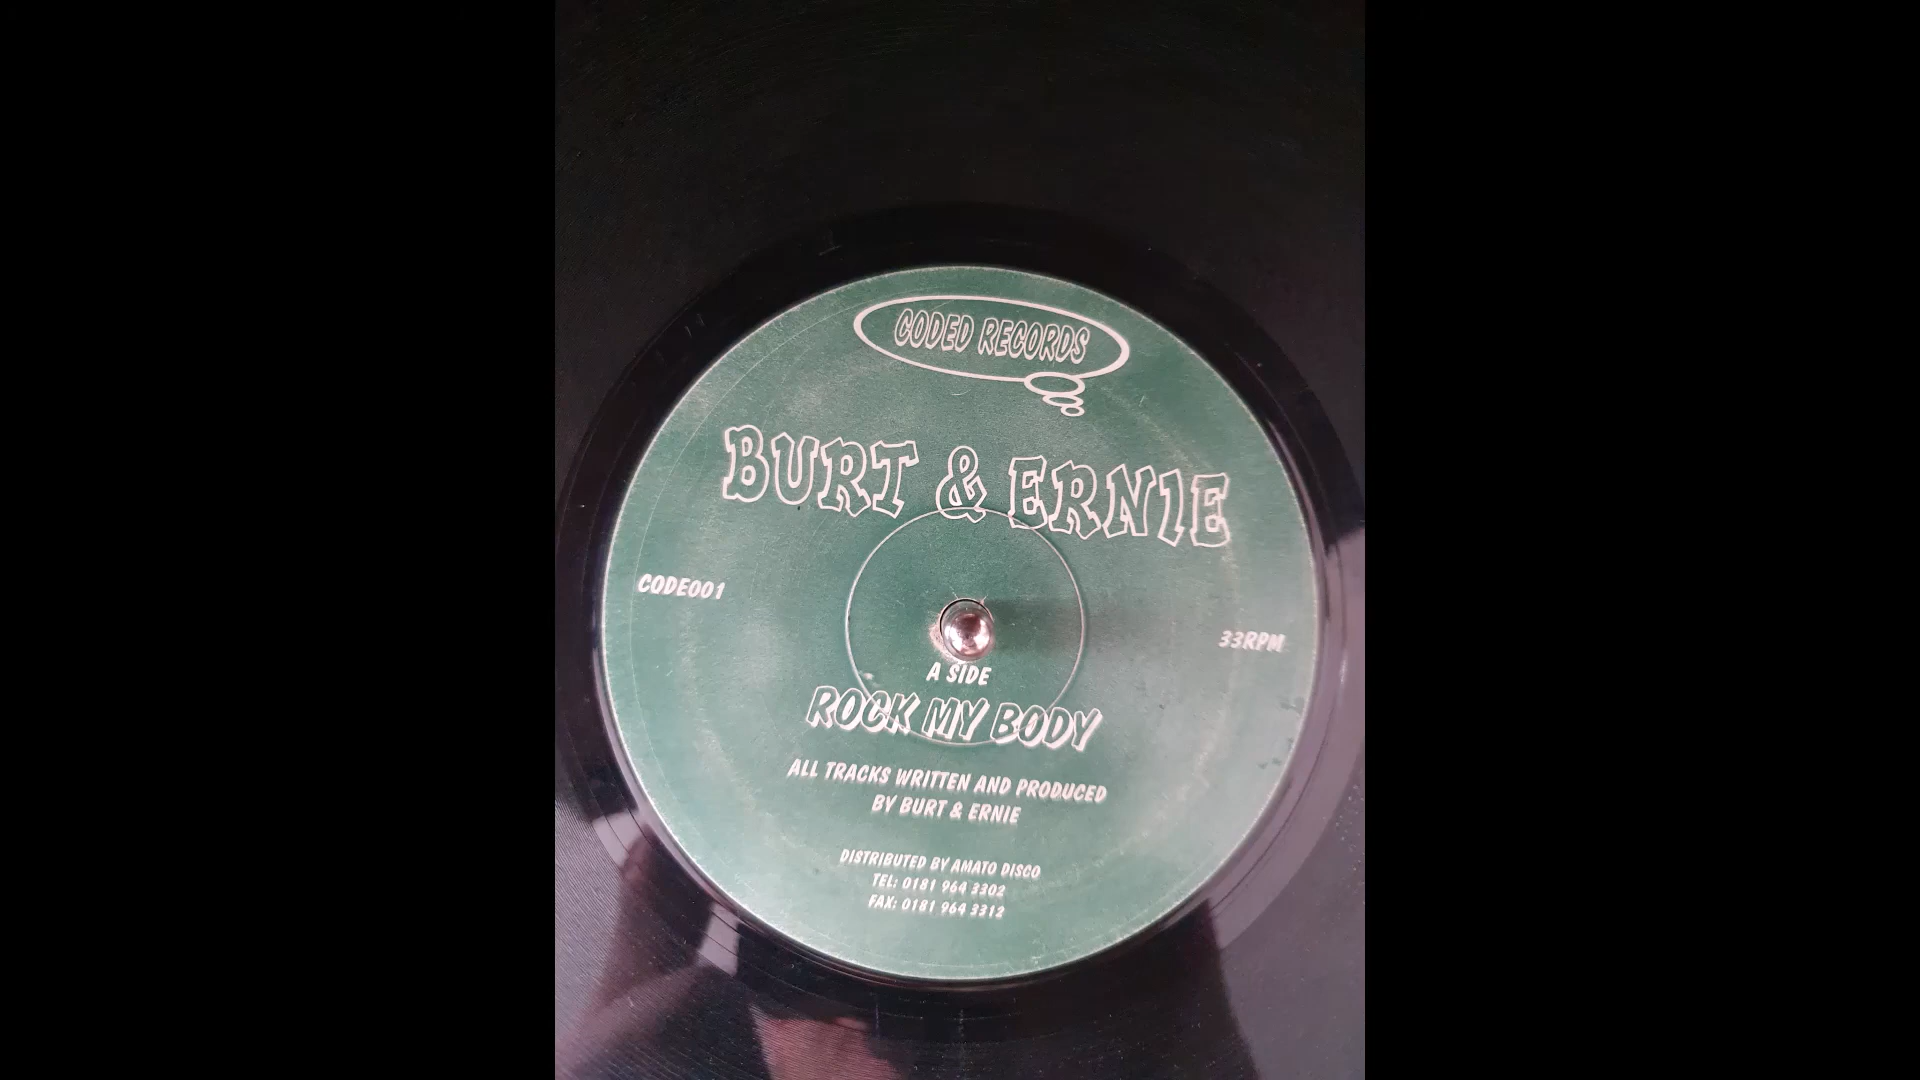 CODED RECORDS
BURT & ERNIE
CODE001
33RPM
A SIDE
ROCK MY BODY
ALL TRACKS WRITTEN AND PRODUCED
BY BURT & ERNIE
DISTRIBUTED BY AMATO DISCO
TEL: 0181 964 3302
FAX: 0181 964 3312